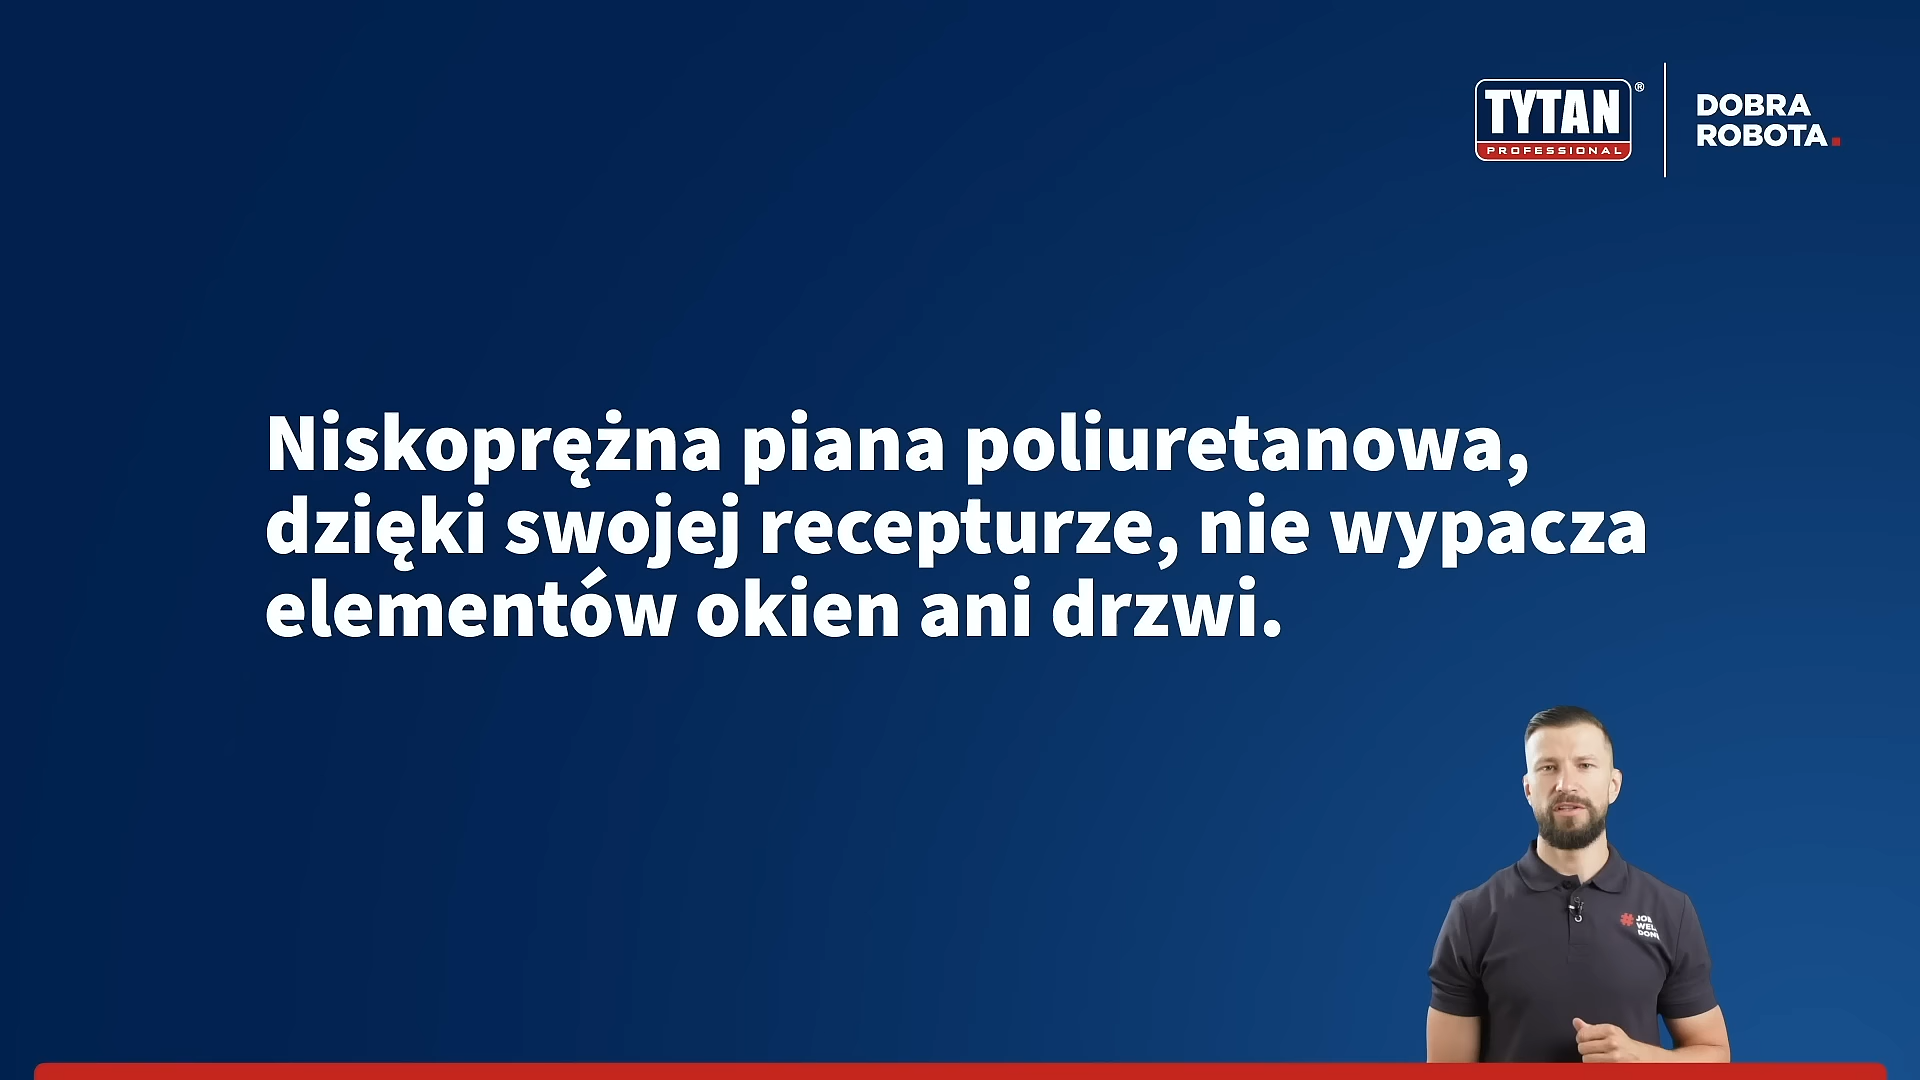 TYTAN®
PROFESSIONAL
DOBRA
ROBOTA.
Niskoprężna piana poliuretanowa,
dzięki swojej recepturze, nie wypacza
elementów okien ani drzwi.
#